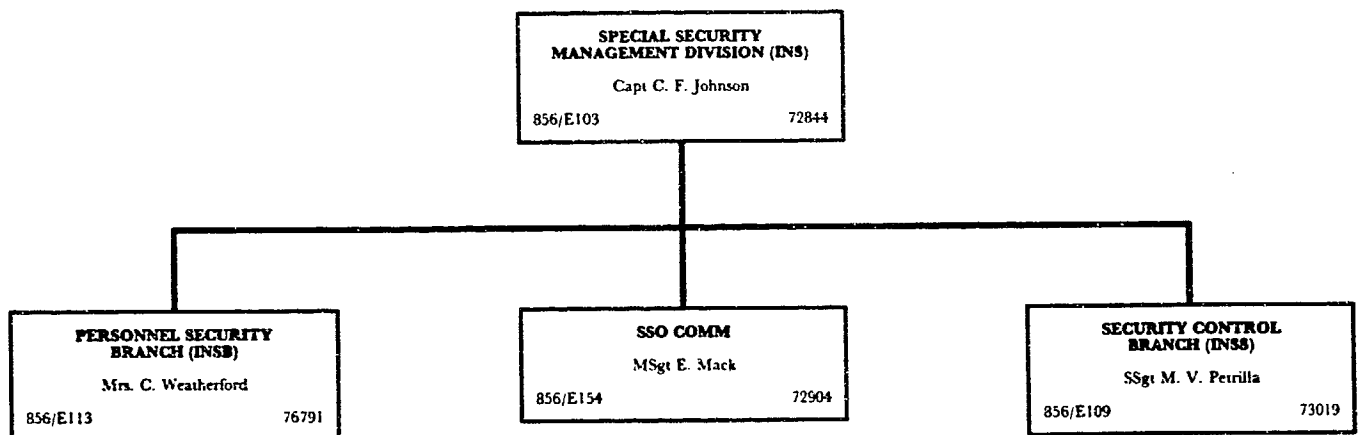 SPECIAL SECURITY
MANAGEMENT DIVISION (INS)
Capt C. F. Johnson
856/E103 72844
PERSONNEL SECURITY
BRANCH (INSB)
Mrs. C. Weatherford
856/E113 76791
SSO COMM
MSgt E. Mack
856/E154 72904
SECURITY CONTROL
BRANCH (INSS)
SSgt M. V. Petrilla
856/E109 73019